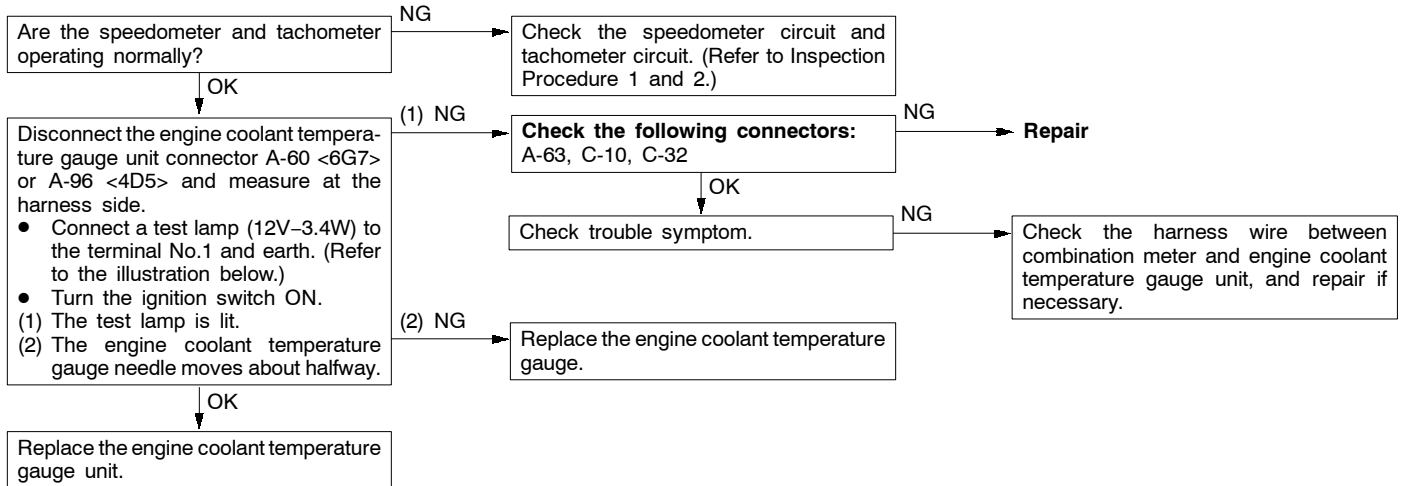 Are the speedometer and tachometer
operating normally?
NG
Check the speedometer circuit and
tachometer circuit. (Refer to Inspection
Procedure 1 and 2.)
OK
Disconnect the engine coolant tempera-
ture gauge unit connector A-60 <6G7>
or A-96 <4D5> and measure at the
harness side.
● Connect a test lamp (12V–3.4W) to
the terminal No.1 and earth. (Refer
to the illustration below.)
● Turn the ignition switch ON.
(1) The test lamp is lit.
(2) The engine coolant temperature
gauge needle moves about halfway.
(1) NG
Check the following connectors:
A-63, C-10, C-32
NG
Repair
OK
Check trouble symptom.
NG
Check the harness wire between
combination meter and engine coolant
temperature gauge unit, and repair if
necessary.
(2) NG
Replace the engine coolant temperature
gauge.
OK
Replace the engine coolant temperature
gauge unit.